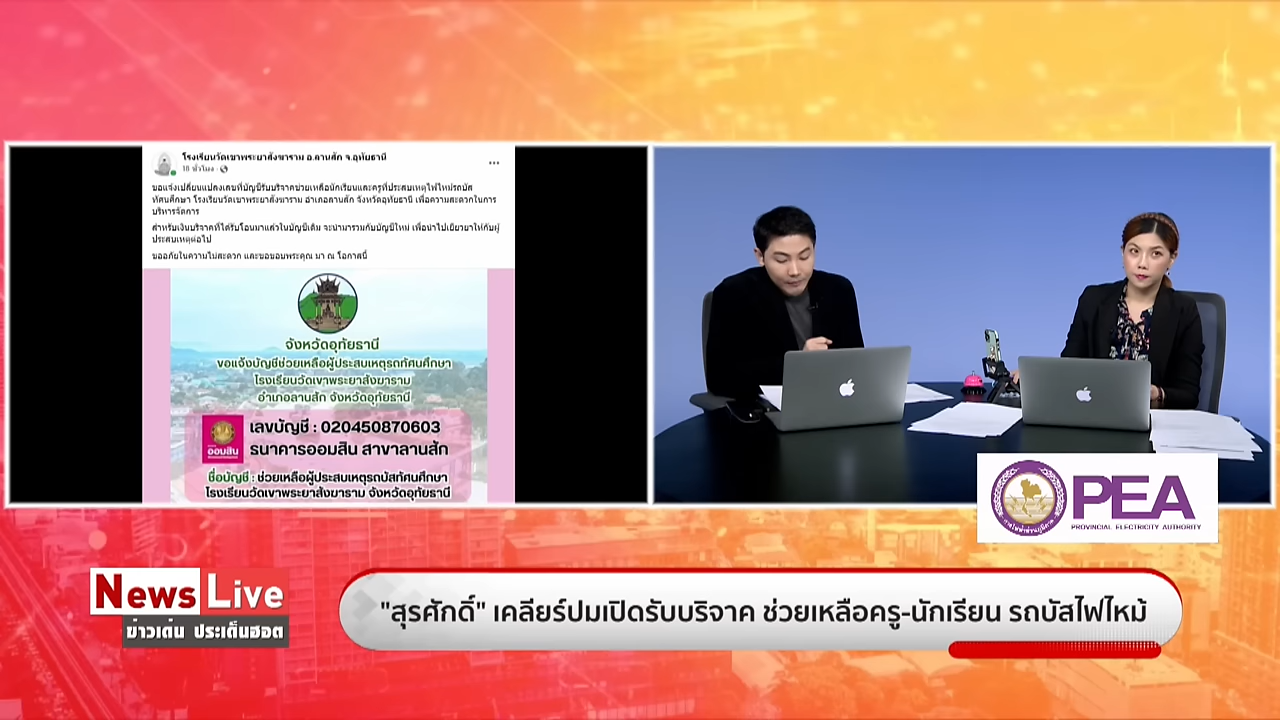 โรงเรียนวัดเขาพระยาสังฆาราม อ.ลานสัก จ.อุทัยธานี
18 ชั่วโมง
ขอแจ้งเปลี่ยนแปลงเลขที่บัญชีรับบริจาคช่วยเหลือนักเรียนและครูที่ประสบเหตุไฟไหม้รถบัส
ทัศนศึกษา โรงเรียนวัดเขาพระยาสังฆาราม อำเภอลานสัก จังหวัดอุทัยธานี เพื่อความสะดวกในการ
บริหารจัดการ
สำหรับเงินบริจาคที่ได้รับโอนมาแล้วในบัญชีเดิม จะนำมารวมกับบัญชีใหม่ เพื่อนำไปเยียวยาให้กับผู้
ประสบเหตุต่อไป
ขออภัยในความไม่สะดวก และขอขอบพระคุณ มา ณ โอกาสนี้
จังหวัดอุทัยธานี
ขอแจ้งบัญชีช่วยเหลือผู้ประสบเหตุรถทัศนศึกษา
โรงเรียนวัดเขาพระยาสังฆาราม
อำเภอลานสัก จังหวัดอุทัยธานี
ออมสิน
เลขบัญชี : 020450870603
ธนาคารออมสิน สาขาลานสัก
ชื่อบัญชี : ช่วยเหลือผู้ประสบเหตุรถบัสทัศนศึกษา
โรงเรียนวัดเขาพระยาสังฆาราม จังหวัดอุทัยธานี
การไฟฟ้าส่วนภูมิภาค
PEA
PROVINCIAL ELECTRICITY AUTHORITY
News Live
ข่าวเด่น ประเด็นฮอต
"สุรศักดิ์" เคลียร์ปมเปิดรับบริจาค ช่วยเหลือครู-นักเรียน รถบัสไฟไหม้